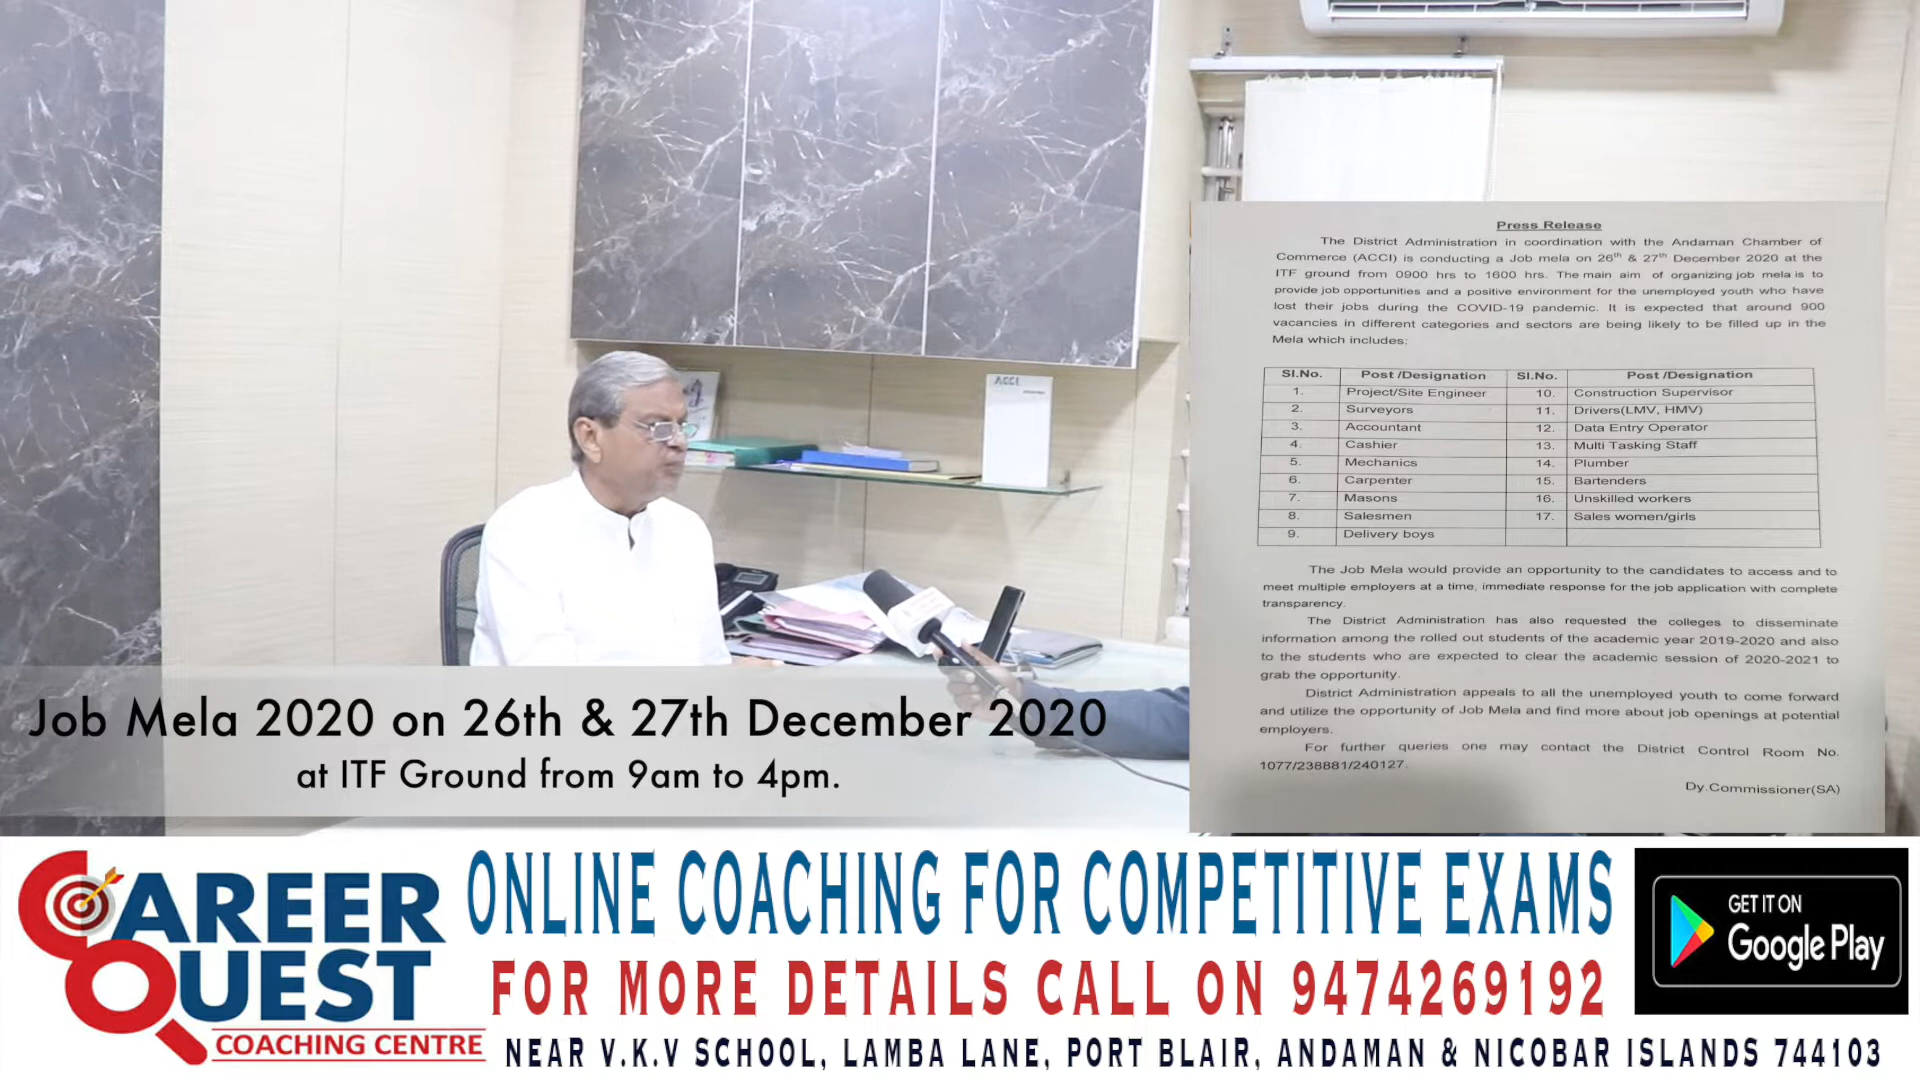 ACCI
Press Release
The District Administration in coordination with the Andaman Chamber of
Commerce (ACCI) is conducting a Job mela on 26th & 27th December 2020 at the
ITF ground from 0900 hrs to 1600 hrs. The main aim of organizing job mela is to
provide job opportunities and a positive environment for the unemployed youth who have
lost their jobs during the COVID-19 pandemic. It is expected that around 900
vacancies in different categories and sectors are being likely to be filled up in the
Mela which includes:
Sl.No. Post /Designation Sl.No. Post /Designation
1. Project/Site Engineer 10. Construction Supervisor
2. Surveyors 11. Drivers(LMV, HMV)
3. Accountant 12. Data Entry Operator
4. Cashier 13. Multi Tasking Staff
5. Mechanics 14. Plumber
6. Carpenter 15. Bartenders
7. Masons 16. Unskilled workers
8. Salesmen 17. Sales women/girls
9. Delivery boys
The Job Mela would provide an opportunity to the candidates to access and to
meet multiple employers at a time, immediate response for the job application with complete
transparency.
The District Administration has also requested the colleges to disseminate
information among the rolled out students of the academic year 2019-2020 and also
to the students who are expected to clear the academic session of 2020-2021 to
grab the opportunity.
District Administration appeals to all the unemployed youth to come forward
and utilize the opportunity of Job Mela and find more about job openings at potential
employers.
For further queries one may contact the District Control Room No.
1077/238881/240127.
Dy.Commissioner(SA)
Job Mela 2020 on 26th & 27th December 2020
at ITF Ground from 9am to 4pm.
CAREER
QUEST
COACHING CENTRE
ONLINE COACHING FOR COMPETITIVE EXAMS
FOR MORE DETAILS CALL ON 9474269192
NEAR V.K.V SCHOOL, LAMBA LANE, PORT BLAIR, ANDAMAN & NICOBAR ISLANDS 744103
GET IT ON
Google Play